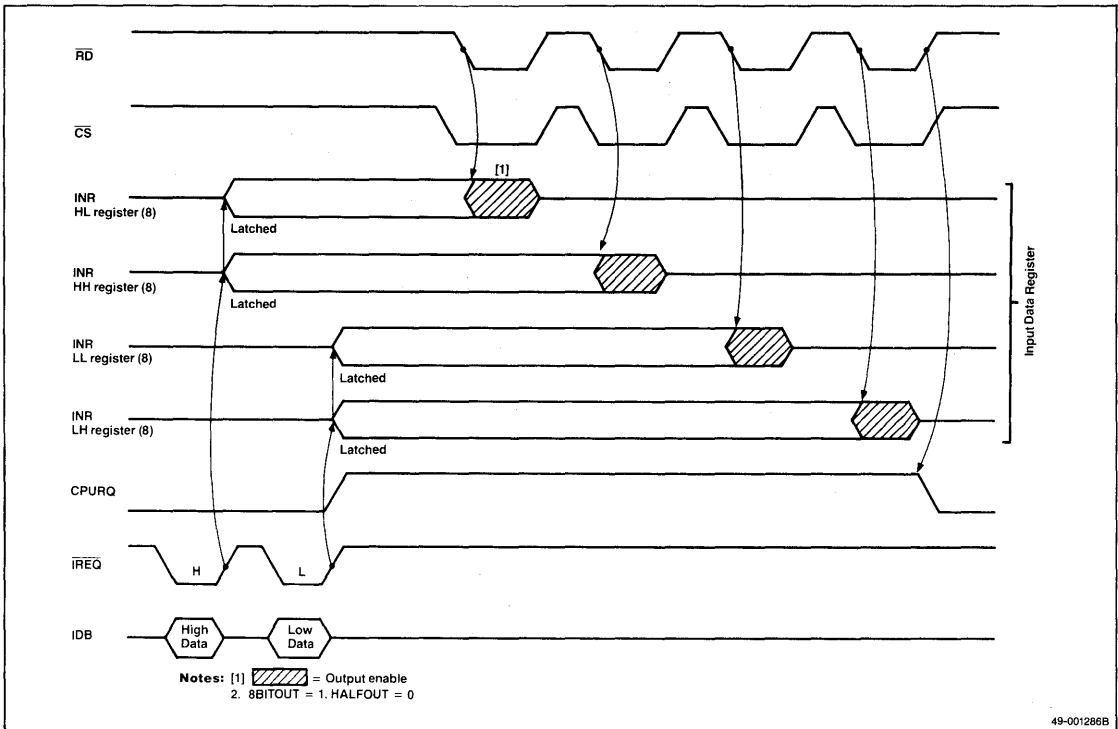 RD
CS
[1]
INR
HL register (8)
Latched
INR
HH register (8)
Latched
INR
LL register (8)
Latched
INR
LH register (8)
Latched
Input Data Register
CPURQ
IREQ
H
L
IDB
High
Data
Low
Data
Notes: [1] = Output enable
2. 8BITOUT = 1. HALFOUT = 0
49-001286B